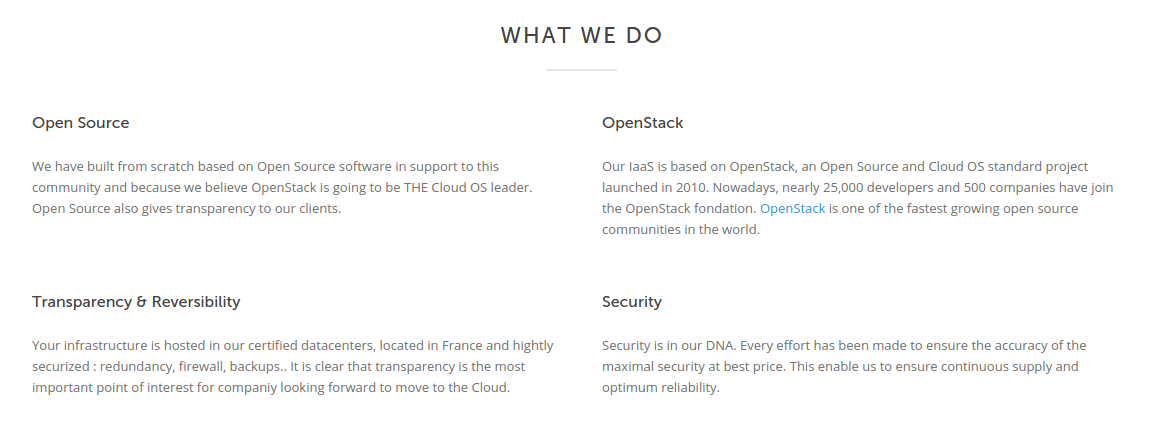 WHAT WE DO
Open Source
We have built from scratch based on Open Source software in support to this
community and because we believe OpenStack is going to be THE Cloud OS leader.
Open Source also gives transparency to our clients.
OpenStack
Our IaaS is based on OpenStack, an Open Source and Cloud OS standard project
launched in 2010. Nowadays, nearly 25,000 developers and 500 companies have join
the OpenStack fondation. OpenStack is one of the fastest growing open source
communities in the world.
Transparency & Reversibility
Your infrastructure is hosted in our certified datacenters, located in France and hightly
securized : redundancy, firewall, backups.. It is clear that transparency is the most
important point of interest for companiy looking forward to move to the Cloud.
Security
Security is in our DNA. Every effort has been made to ensure the accuracy of the
maximal security at best price. This enable us to ensure continuous supply and
optimum reliability.